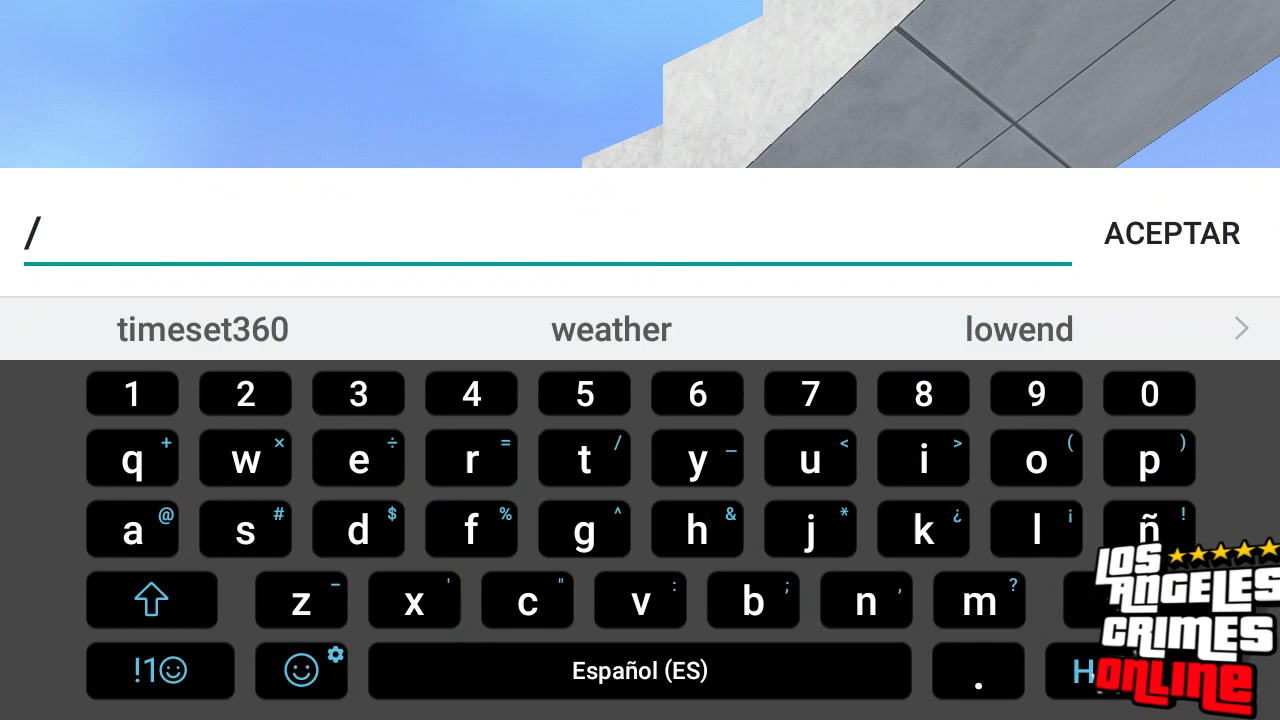 /
ACEPTAR
timeset360 weather lowend
1 2 3 4 5 6 7 8 9 0
q + w × e ÷ r = t / y _ u < i > o ( p )
a @ s # d $ f % g ^ h & j * k ¿ l ¡ ñ !
z - x ' c " v : b ; n , m ?
!1☺ Español (ES) .
LOS ANGELES CRIMES ONLINE